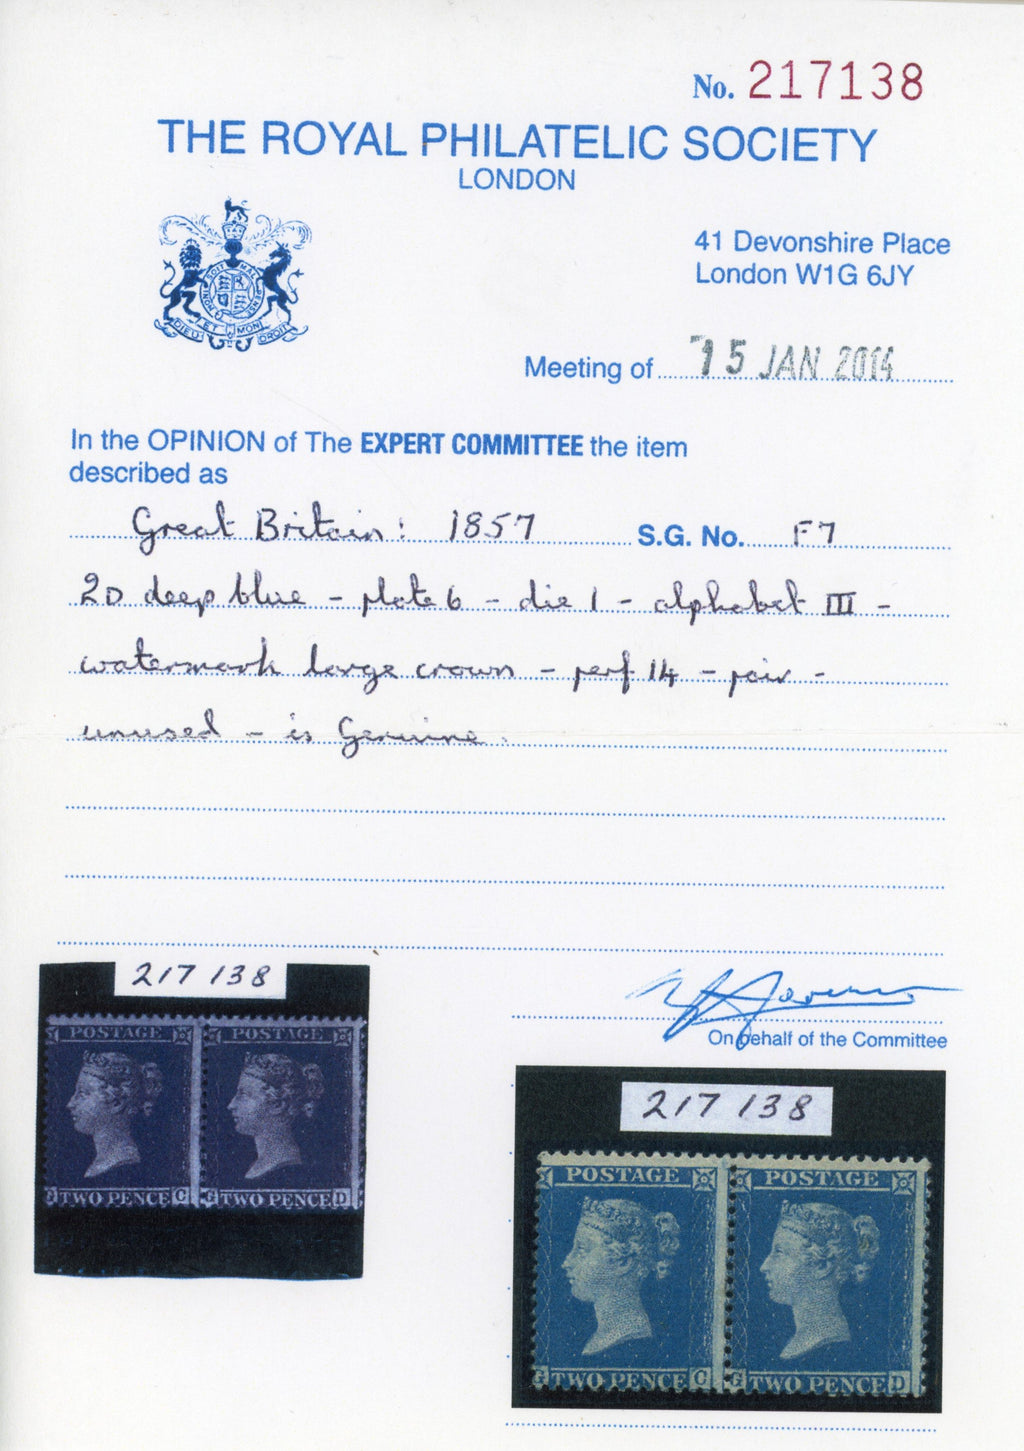 No. 217138
THE ROYAL PHILATELIC SOCIETY
LONDON
41 Devonshire Place
London W1G 6JY
SOIT MAL PENSE HONI
DIEU ET MON DROIT
Meeting of 15 JAN 2014
In the OPINION of The EXPERT COMMITTEE the item
described as
Great Britain: 1857 S.G. No. F7
2D deep blue - plate 6 - die 1 - alphabet III -
watermark large crown - perf 14 - pair -
unused - is Genuine.
On behalf of the Committee
217 138
POSTAGE POSTAGE
G TWO PENCE C G TWO PENCE D
217 138
POSTAGE POSTAGE
G TWO PENCE C G TWO PENCE D